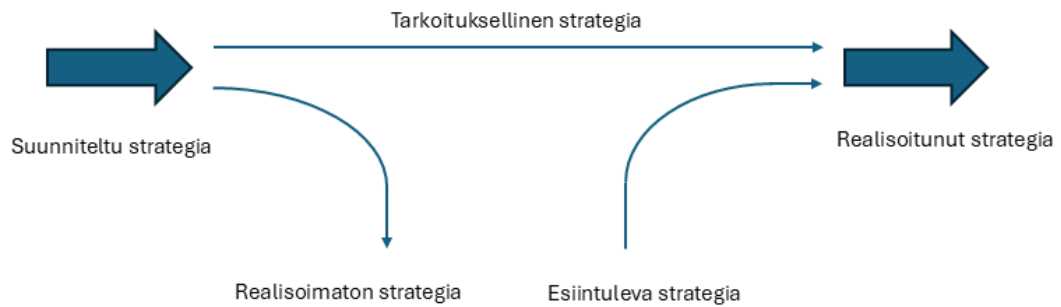 Tarkoituksellinen strategia
Suunniteltu strategia
Realisoitunut strategia
Realisoimaton strategia
Esiintuleva strategia